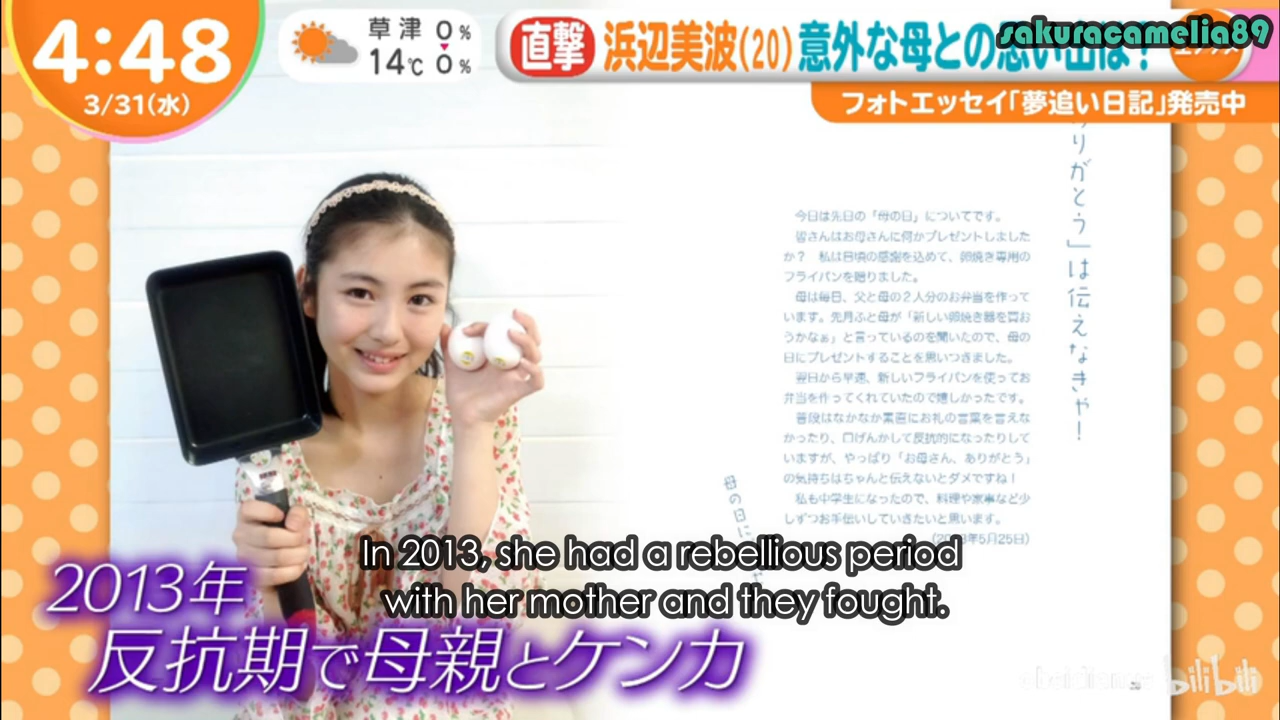 4:48
3/31(水)
草津 0%
14℃ 0%
直撃
浜辺美波(20) 意外な母との思い出は?
sakuracamelia89
フォトエッセイ「夢追い日記」発売中
ありがとう」は伝えなきゃ!
今日は先日の「母の日」についてです。
皆さんはお母さんに何かプレゼントしました
か? 私は日頃の感謝を込めて、卵焼き専用の
フライパンを贈りました。
母は毎日、父と母の2人分のお弁当を作って
います。先月ふと母が「新しい卵焼き器を買お
うかなぁ」と言っているのを聞いたので、母の
日にプレゼントすることを思いつきました。
翌日から早速、新しいフライパンを使ってお
弁当を作ってくれていたので嬉しかったです。
普段はなかなか素直にお礼の言葉を言えな
かったり、口げんかして反抗的になったりして
いますが、やっぱり「お母さん、ありがとう」
の気持ちはちゃんと伝えないとダメですね!
私も中学生になったので、料理や家事など少
しずつお手伝いしていきたいと思います。
(2013年5月25日)
母の日に
In 2013, she had a rebellious period
with her mother and they fought.
2013年
反抗期で母親とケンカ
bilibili